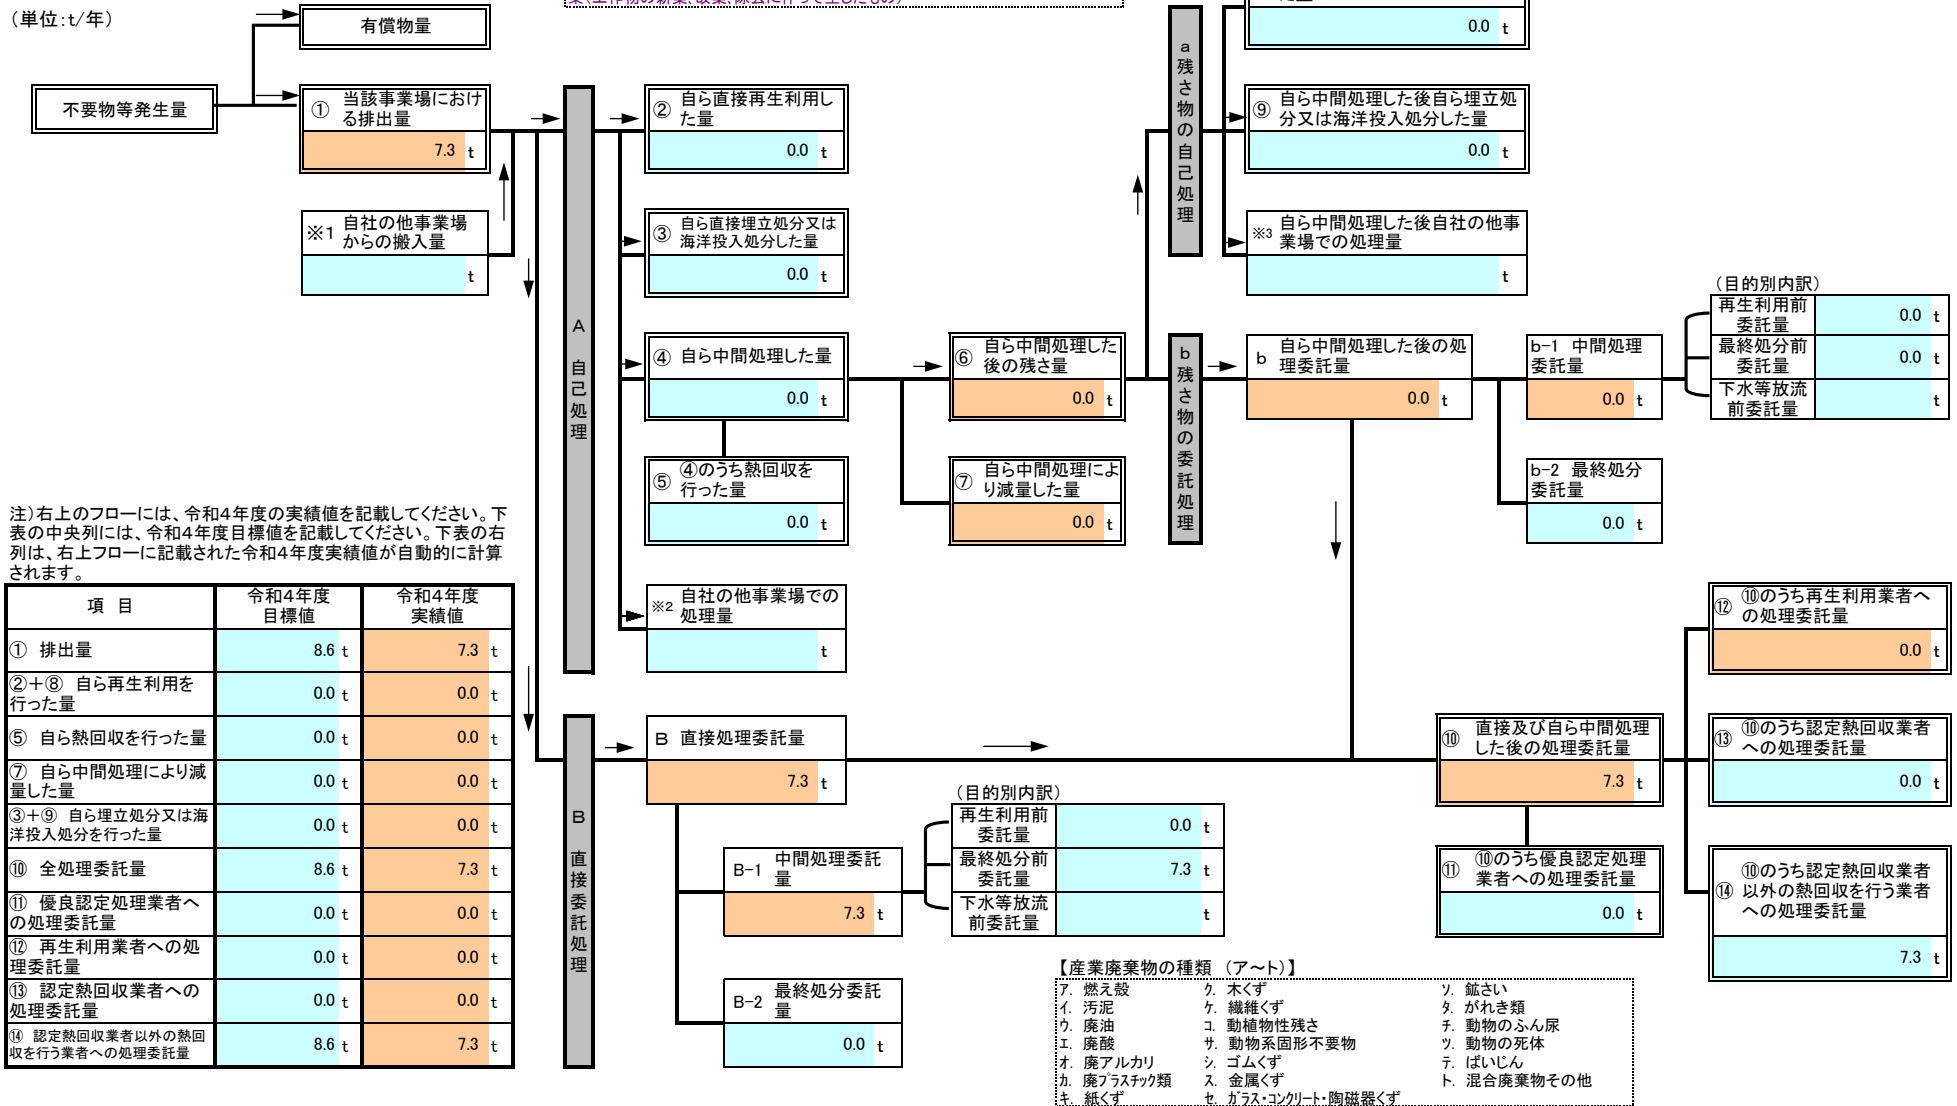 (単位:t/年)
有償物量
不要物等発生量
① 当該事業場におけ
る排出量
7.3 t
※1 自社の他事業場
からの搬入量
t
A 自己処理
② 自ら直接再生利用し
た量
0.0 t
③ 自ら直接埋立処分又は
海洋投入処分した量
0.0 t
④ 自ら中間処理した量
0.0 t
⑤ ④のうち熱回収を
行った量
0.0 t
※2 自社の他事業場での
処理量
t
⑥ 自ら中間処理した
後の残さ量
0.0 t
⑦ 自ら中間処理によ
り減量した量
0.0 t
a 残さ物の自己処理
0.0 t
⑨ 自ら中間処理した後自ら埋立処
分又は海洋投入処分した量
0.0 t
※3 自ら中間処理した後自社の他事
業場での処理量
t
b 残さ物の委託処理
b 自ら中間処理した後の処
理委託量
0.0 t
b-1 中間処理
委託量
0.0 t
b-2 最終処分
委託量
0.0 t
(目的別内訳)
再生利用前
委託量
0.0 t
最終処分前
委託量
0.0 t
下水等放流
前委託量
t
注)右上のフローには、令和4年度の実績値を記載してください。下
表の中央列には、令和4年度目標値を記載してください。下表の右
列は、右上フローに記載された令和4年度実績値が自動的に計算
されます。
項 目
令和4年度
目標値
令和4年度
実績値
① 排出量 8.6 t 7.3 t
②+⑧ 自ら再生利用を
行った量
0.0 t 0.0 t
⑤ 自ら熱回収を行った量 0.0 t 0.0 t
⑦ 自ら中間処理により減
量した量
0.0 t 0.0 t
③+⑨ 自ら埋立処分又は海
洋投入処分を行った量
0.0 t 0.0 t
⑩ 全処理委託量 8.6 t 7.3 t
⑪ 優良認定処理業者へ
の処理委託量
0.0 t 0.0 t
⑫ 再生利用業者への処
理委託量
0.0 t 0.0 t
⑬ 認定熱回収業者への
処理委託量
0.0 t 0.0 t
⑭ 認定熱回収業者以外の熱回
収を行う業者への処理委託量
8.6 t 7.3 t
B 直接委託処理
B 直接処理委託量
7.3 t
B-1 中間処理委託
量
7.3 t
B-2 最終処分委託
量
0.0 t
(目的別内訳)
再生利用前
委託量
0.0 t
最終処分前
委託量
7.3 t
下水等放流
前委託量
t
⑩ 直接及び自ら中間処理
した後の処理委託量
7.3 t
⑪ ⑩のうち優良認定処理
業者への処理委託量
0.0 t
⑫ ⑩のうち再生利用業者へ
の処理委託量
0.0 t
⑬ ⑩のうち認定熱回収業者
への処理委託量
0.0 t
⑭ ⑩のうち認定熱回収業者
以外の熱回収を行う業者
への処理委託量
7.3 t
【産業廃棄物の種類 (ア~ト)】
ア. 燃え殻 ク. 木くず ソ. 鉱さい
イ. 汚泥 ケ. 繊維くず タ. がれき類
ウ. 廃油 コ. 動植物性残さ チ. 動物のふん尿
エ. 廃酸 サ. 動物系固形不要物 ツ. 動物の死体
オ. 廃アルカリ シ. ゴムくず テ. ばいじん
カ. 廃プラスチック類 ス. 金属くず ト. 混合廃棄物その他
キ. 紙くず セ. ガラス・コンクリート・陶磁器くず